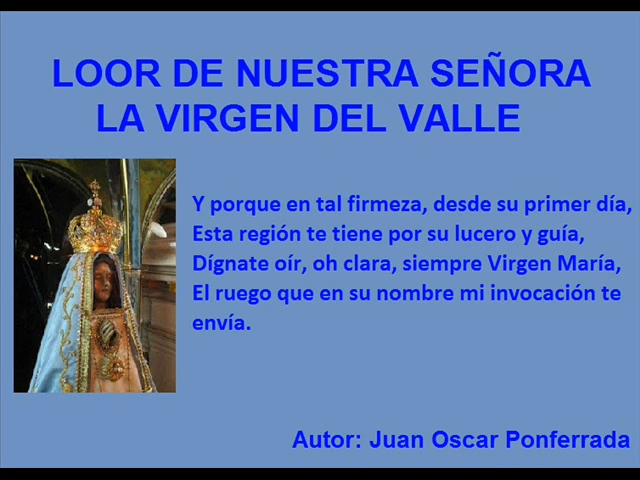 LOOR DE NUESTRA SEÑORA
LA VIRGEN DEL VALLE
Y porque en tal firmeza, desde su primer día,
Esta región te tiene por su lucero y guía,
Dígnate oír, oh clara, siempre Virgen María,
El ruego que en su nombre mi invocación te
envía.
Autor: Juan Oscar Ponferrada